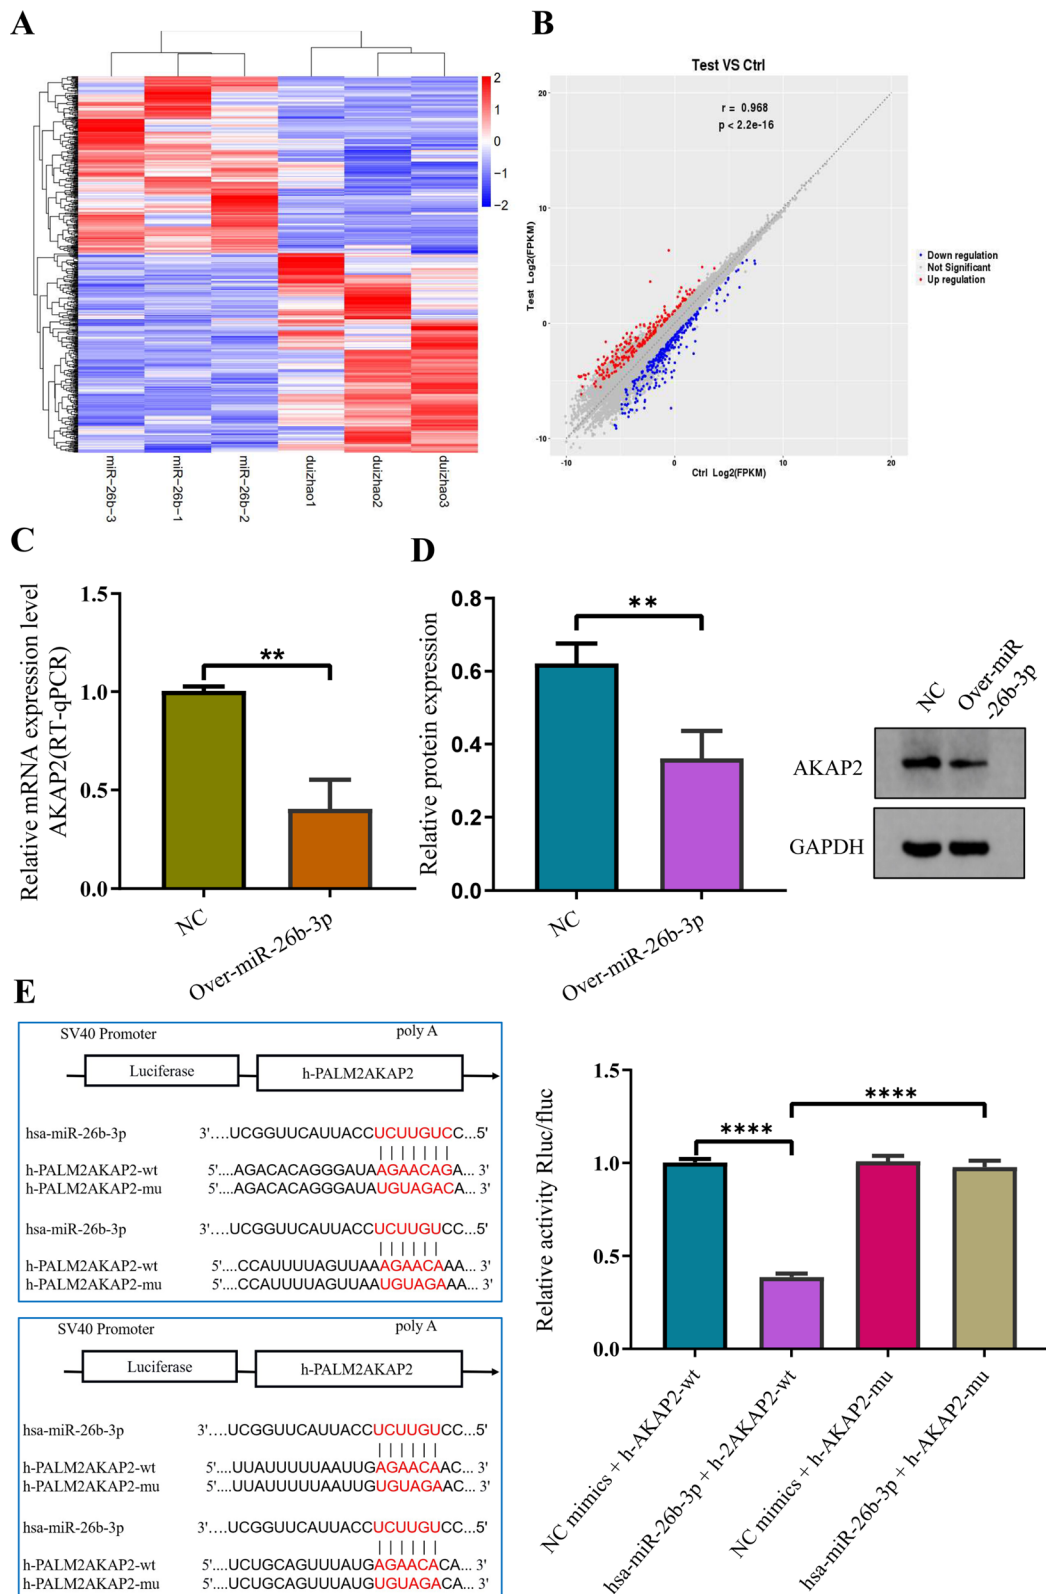 A
2
1
0
−1
−2
miR−26b−3
miR−26b−1
miR−26b−2
duizhao1
duizhao2
duizhao3
B
Test VS Ctrl
r = 0.968
p < 2.2e-16
Test Log2(FPKM)
20
10
0
-10
-10
0
10
20
Ctrl Log2(FPKM)
Down regulation
Not Significant
Up regulation
C
Relative mRNA expression level
AKAP2(RT-qPCR)
1.5
1.0
0.5
0.0
**
NC
Over-miR-26b-3p
D
Relative protein expression
0.8
0.6
0.4
0.2
0.0
**
NC
Over-miR-26b-3p
NC
Over-miR
-26b-3p
AKAP2
GAPDH
E
SV40 Promoter
poly A
Luciferase
h-PALM2AKAP2
hsa-miR-26b-3p 3'....UCGGUUCAUUACCUCUUGUCC...5'
h-PALM2AKAP2-wt 5'....AGACACAGGGAUAAGAACAGA... 3'
h-PALM2AKAP2-mu 5'....AGACACAGGGAUAUGUAGACA... 3'
hsa-miR-26b-3p 3'....UCGGUUCAUUACCUCUUGUCC...5'
h-PALM2AKAP2-wt 5'....CCAUUUUAGUUAAAGAACAAA... 3'
h-PALM2AKAP2-mu 5'....CCAUUUUAGUUAAUGUAGAAA... 3'
SV40 Promoter
poly A
Luciferase
h-PALM2AKAP2
hsa-miR-26b-3p 3'....UCGGUUCAUUACCUCUUGUCC...5'
h-PALM2AKAP2-wt 5'....UUAUUUUUAAUUGAGAACAAC... 3'
h-PALM2AKAP2-mu 5'....UUAUUUUUAAUUGUGUAGAAC... 3'
hsa-miR-26b-3p 3'....UCGGUUCAUUACCUCUUGUCC...5'
h-PALM2AKAP2-wt 5'....UCUGCAGUUUAUGAGAACACA... 3'
h-PALM2AKAP2-mu 5'....UCUGCAGUUUAUGUGUAGACA... 3'
Relative activity Rluc/fluc
1.5
1.0
0.5
0.0
****
****
NC mimics + h-AKAP2-wt
hsa-miR-26b-3p + h-2AKAP2-wt
NC mimics + h-AKAP2-mu
hsa-miR-26b-3p + h-AKAP2-mu